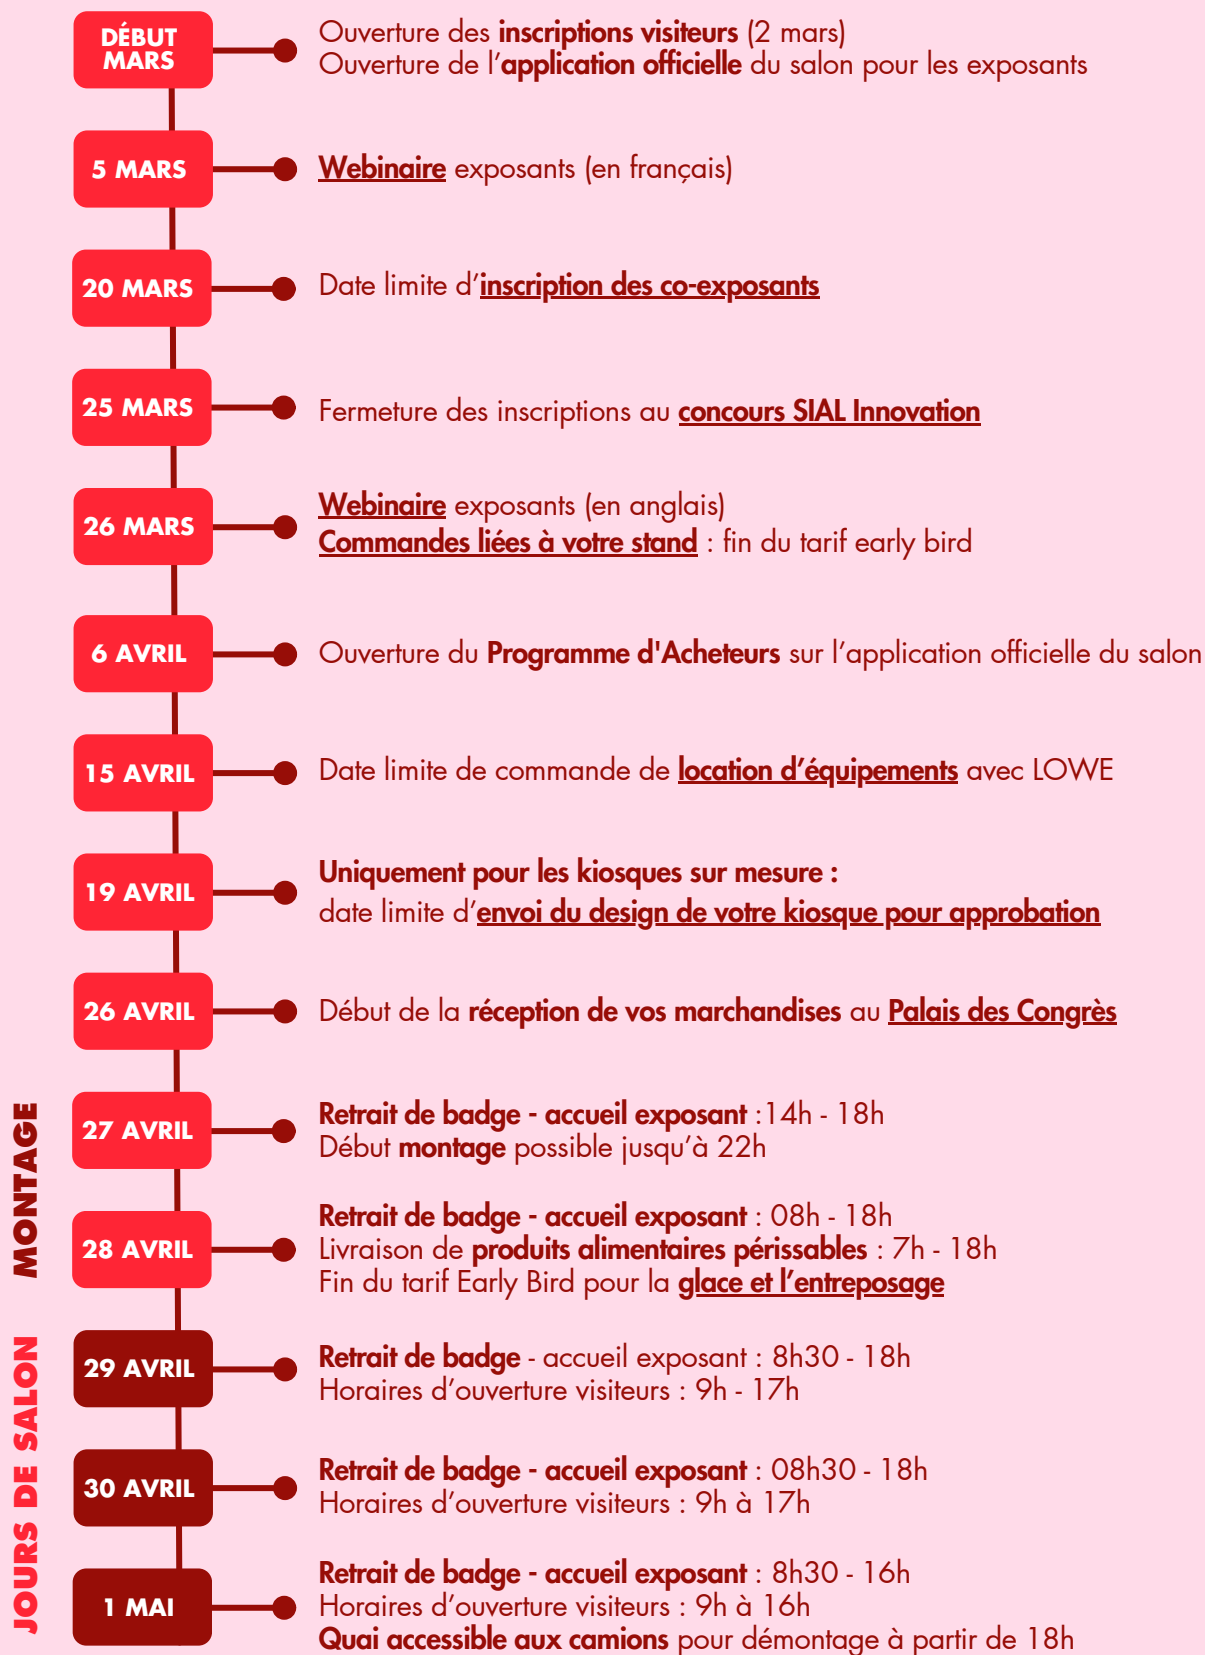 DÉBUT
MARS
Ouverture des inscriptions visiteurs (2 mars)
Ouverture de l’application officielle du salon pour les exposants
5 MARS
Webinaire exposants (en français)
20 MARS
Date limite d’inscription des co-exposants
25 MARS
Fermeture des inscriptions au concours SIAL Innovation
26 MARS
Webinaire exposants (en anglais)
Commandes liées à votre stand : fin du tarif early bird
6 AVRIL
Ouverture du Programme d'Acheteurs sur l’application officielle du salon
15 AVRIL
Date limite de commande de location d’équipements avec LOWE
19 AVRIL
Uniquement pour les kiosques sur mesure :
date limite d’envoi du design de votre kiosque pour approbation
26 AVRIL
Début de la réception de vos marchandises au Palais des Congrès
MONTAGE
27 AVRIL
Retrait de badge - accueil exposant :14h - 18h
Début montage possible jusqu’à 22h
28 AVRIL
Retrait de badge - accueil exposant : 08h - 18h
Livraison de produits alimentaires périssables : 7h - 18h
Fin du tarif Early Bird pour la glace et l’entreposage
JOURS DE SALON
29 AVRIL
Retrait de badge - accueil exposant : 8h30 - 18h
Horaires d’ouverture visiteurs : 9h - 17h
30 AVRIL
Retrait de badge - accueil exposant : 08h30 - 18h
Horaires d’ouverture visiteurs : 9h à 17h
1 MAI
Retrait de badge - accueil exposant : 8h30 - 16h
Horaires d’ouverture visiteurs : 9h à 16h
Quai accessible aux camions pour démontage à partir de 18h